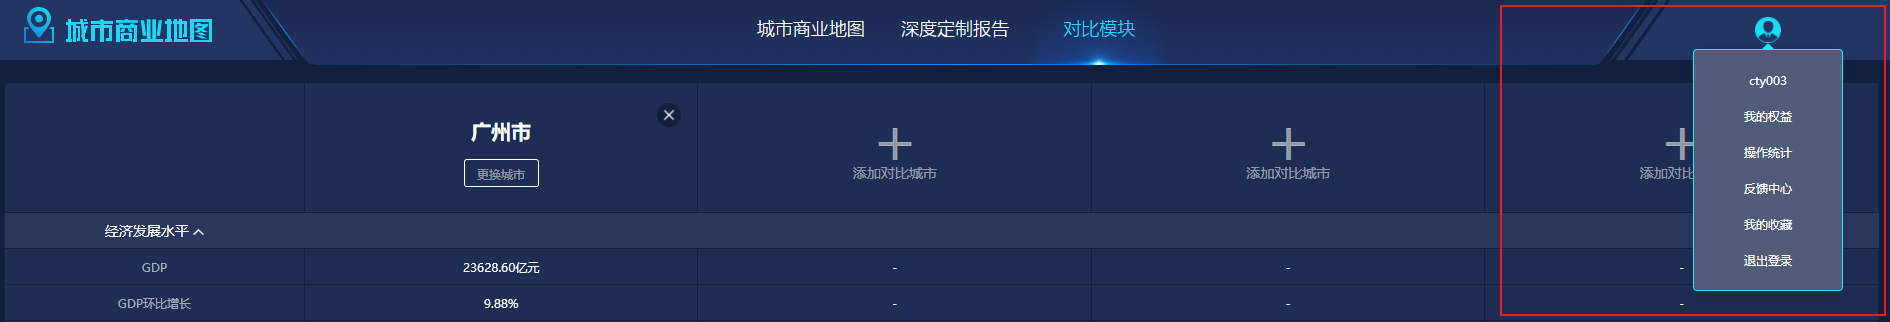 城市商业地图
城市商业地图 深度定制报告 对比模块
cty003
我的权益
操作统计
反馈中心
我的收藏
退出登录
广州市
更换城市
添加对比城市 添加对比城市 添加对比
经济发展水平
GDP 23628.60亿元 - - -
GDP环比增长 9.88% - - -